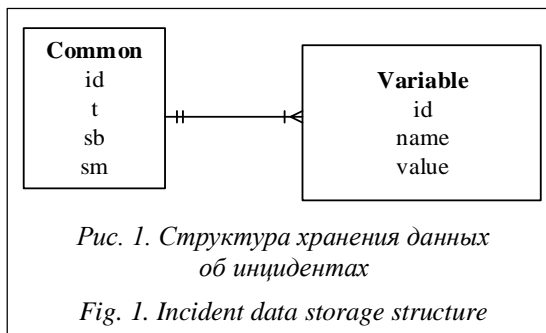 Common
id
t
sb
sm
Variable
id
name
value
Рис. 1. Структура хранения данных
об инцидентах
Fig. 1. Incident data storage structure